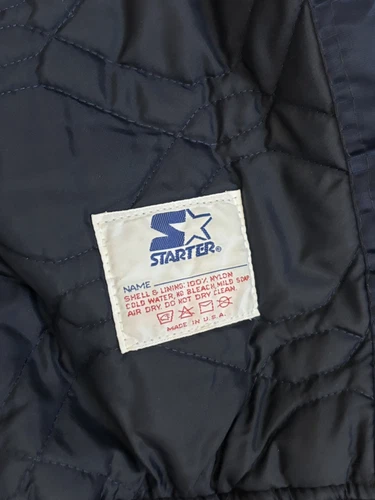 STARTER®
NAME
SHELL & LINING: 100% NYLON
COLD WATER, NO BLEACH, MILD SOAP
AIR DRY. DO NOT DRY CLEAN.
MADE IN U.S.A.